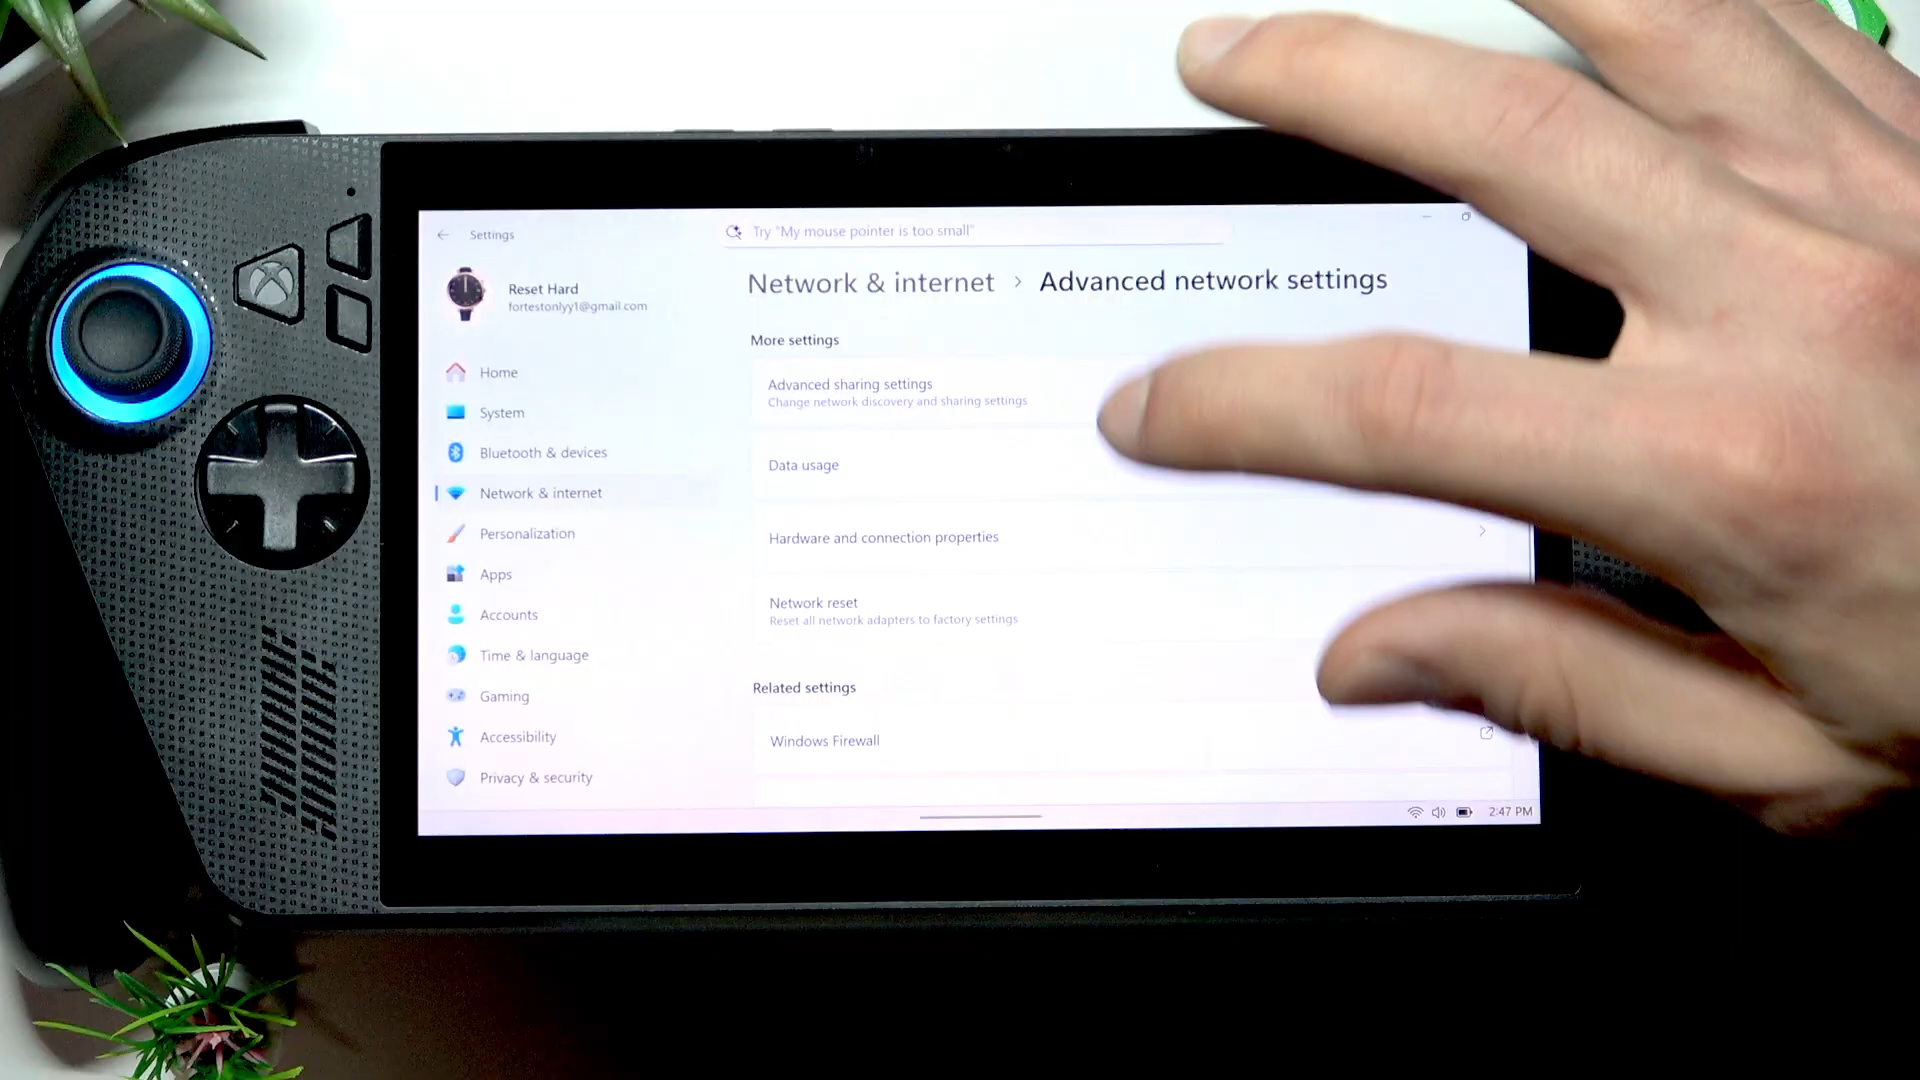 Settings
Try "My mouse pointer is too small"
Reset Hard
fortestonlyy1@gmail.com
Home
System
Bluetooth & devices
Network & internet
Personalization
Apps
Accounts
Time & language
Gaming
Accessibility
Privacy & security
Network & internet > Advanced network settings
More settings
Advanced sharing settings
Change network discovery and sharing settings
Data usage
Hardware and connection properties
Network reset
Reset all network adapters to factory settings
Related settings
Windows Firewall
2:47 PM